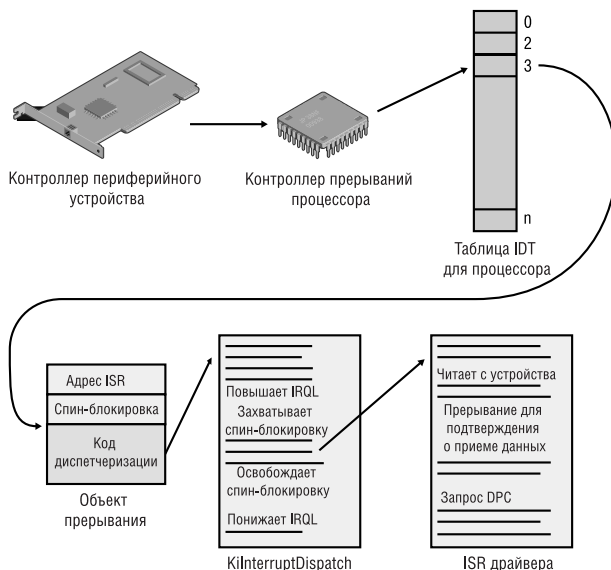 0
2
3
n
Контроллер периферийного
устройства
Контроллер прерываний
процессора
Таблица IDT
для процессора
Адрес ISR
Спин-блокировка
Код
диспетчеризации
Объект
прерывания
Повышает IRQL
Захватывает
спин-блокировку
Освобождает
спин-блокировку
Понижает IRQL
KiInterruptDispatch
Читает с устройства
Прерывание для
подтверждения
о приеме данных
Запрос DPC
ISR драйвера